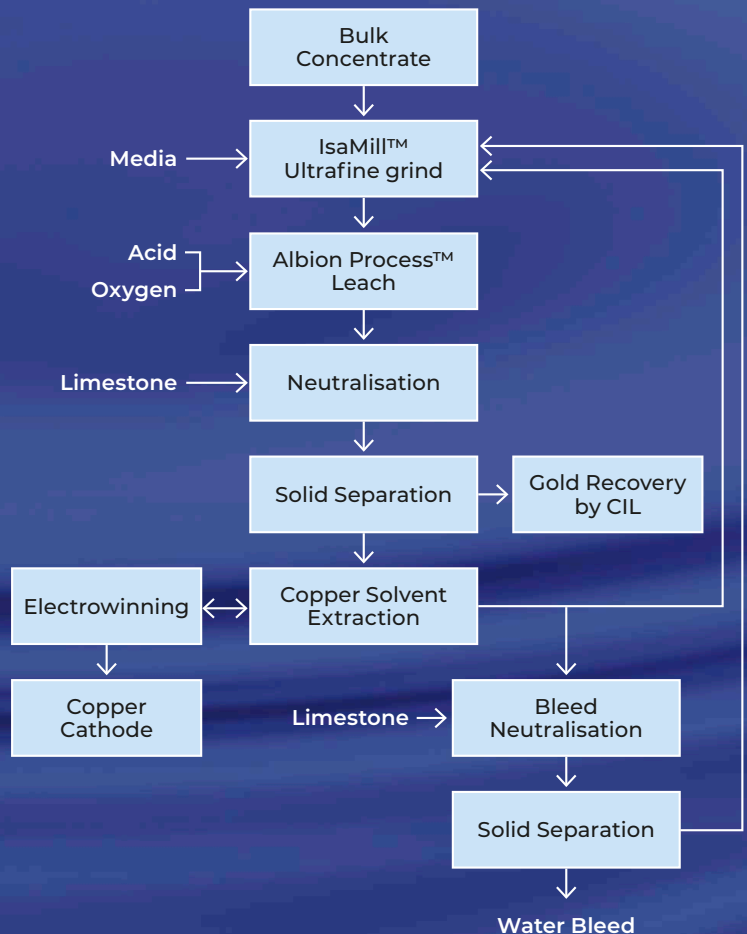 Bulk
Concentrate
Media
IsaMill™
Ultrafine grind
Acid
Oxygen
Albion Process™
Leach
Limestone
Neutralisation
Solid Separation
Gold Recovery
by CIL
Electrowinning
Copper Solvent
Extraction
Copper
Cathode
Limestone
Bleed
Neutralisation
Solid Separation
Water Bleed